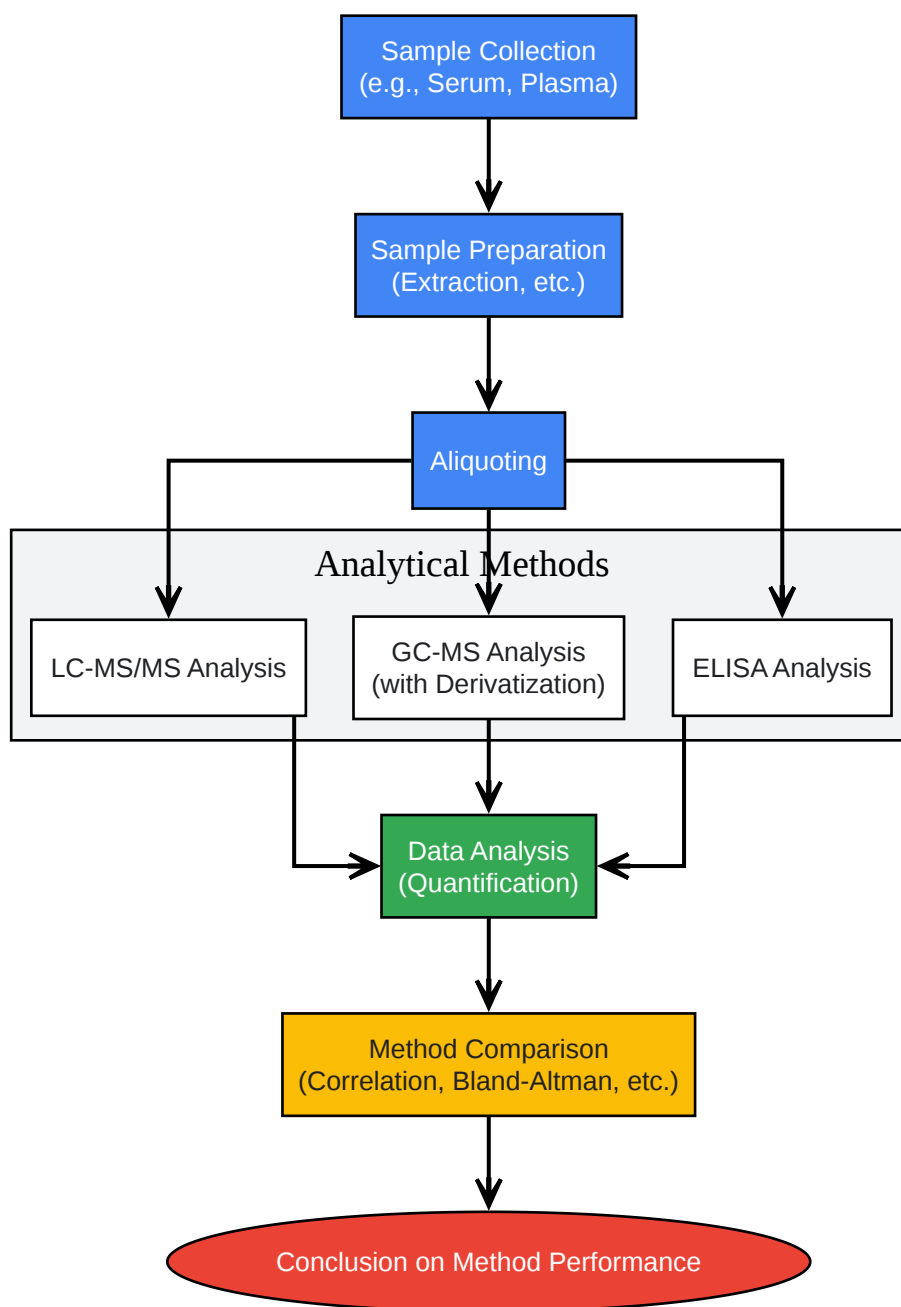 Sample Collection
(e.g., Serum, Plasma)
Sample Preparation
(Extraction, etc.)
Aliquoting
Analytical Methods
LC-MS/MS Analysis
GC-MS Analysis
(with Derivatization)
ELISA Analysis
Data Analysis
(Quantification)
Method Comparison
(Correlation, Bland-Altman, etc.)
Conclusion on Method Performance